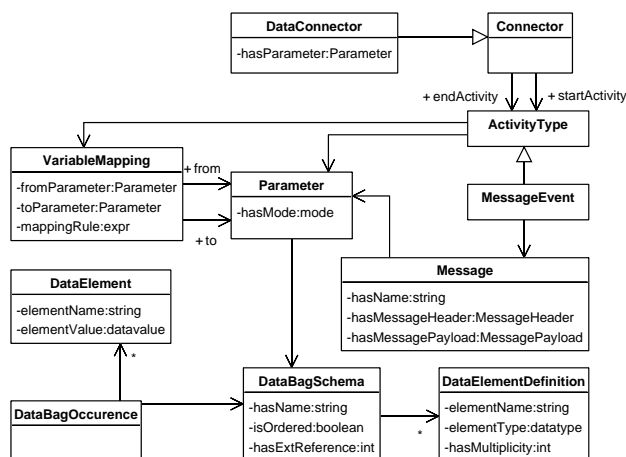 DataConnector
-hasParameter:Parameter
Connector
+ endActivity
+ startActivity
ActivityType
VariableMapping
-fromParameter:Parameter
-toParameter:Parameter
-mappingRule:expr
+ from
+ to
Parameter
-hasMode:mode
MessageEvent
Message
-hasName:string
-hasMessageHeader:MessageHeader
-hasMessagePayload:MessagePayload
DataElement
-elementName:string
-elementValue:datavalue
*
DataBagOccurence
DataBagSchema
-hasName:string
-isOrdered:boolean
-hasExtReference:int
*
DataElementDefinition
-elementName:string
-elementType:datatype
-hasMultiplicity:int